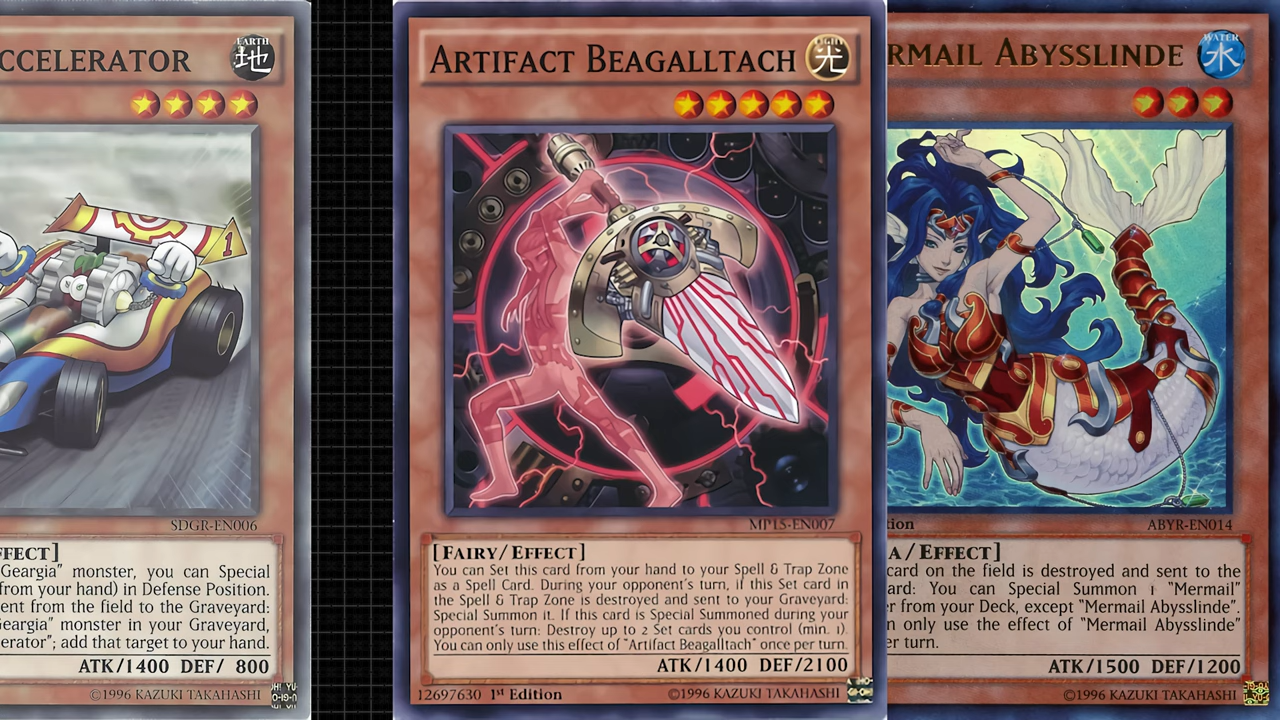 CCELERATOR
EARTH
地
1
SDGR-EN006
FFECT]
Geargia" monster, you can Special
from your hand) in Defense Position.
ent from the field to the Graveyard:
Geargia" monster in your Graveyard,
erator"; add that target to your hand.
ATK/1400 DEF/ 800
©1996 KAZUKI TAKAHASHI
ARTIFACT BEAGALLTACH
LIGHT
光
MP15-EN007
[FAIRY/EFFECT]
You can Set this card from your hand to your Spell & Trap Zone
as a Spell Card. During your opponent's turn, if this Set card in
the Spell & Trap Zone is destroyed and sent to your Graveyard:
Special Summon it. If this card is Special Summoned during your
opponent's turn: Destroy up to 2 Set cards you control (min. 1).
You can only use this effect of "Artifact Beagalltach" once per turn.
ATK/1400 DEF/2100
12697630 1st Edition ©1996 KAZUKI TAKAHASHI
RMAIL ABYSSLINDE
WATER
水
ition ABYR-EN014
A/EFFECT]
card on the field is destroyed and sent to the
ard: You can Special Summon 1 "Mermail"
r from your Deck, except "Mermail Abysslinde".
n only use the effect of "Mermail Abysslinde"
er turn.
ATK/1500 DEF/1200
©1996 KAZUKI TAKAHASHI